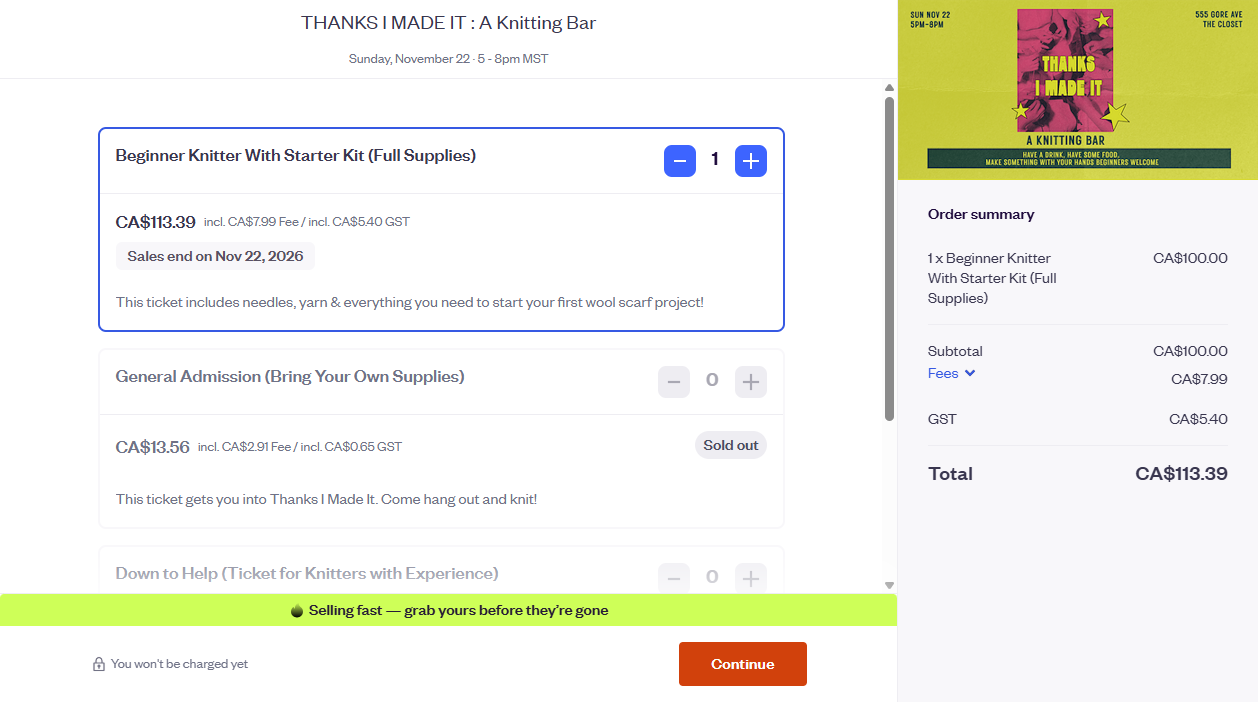 THANKS I MADE IT : A Knitting Bar
Sunday, November 22 · 5 - 8pm MST
Beginner Knitter With Starter Kit (Full Supplies)
1
CA$113.39 incl. CA$7.99 Fee / incl. CA$5.40 GST
Sales end on Nov 22, 2026
This ticket includes needles, yarn & everything you need to start your first wool scarf project!
General Admission (Bring Your Own Supplies)
0
CA$13.56 incl. CA$2.91 Fee / incl. CA$0.65 GST
Sold out
This ticket gets you into Thanks I Made It. Come hang out and knit!
Down to Help (Ticket for Knitters with Experience)
0
Selling fast — grab yours before they're gone
You won't be charged yet
Continue
SUN NOV 22
5PM-8PM
555 GORE AVE
THE CLOSET
THANKS
I MADE IT
A KNITTING BAR
HAVE A DRINK, HAVE SOME FOOD,
MAKE SOMETHING WITH YOUR HANDS BEGINNERS WELCOME
Order summary
1 x Beginner Knitter CA$100.00
With Starter Kit (Full
Supplies)
Subtotal CA$100.00
Fees CA$7.99
GST CA$5.40
Total CA$113.39